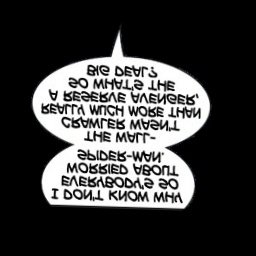 I DON'T KNOW WHY
EVERYBODY'S SO
WORRIED ABOUT
SPIDER-MAN.
THE WALL-
CRAWLER WASN'T
REALLY MUCH MORE THAN
A RESERVE AVENGER,
SO WHAT'S THE
BIG DEAL?